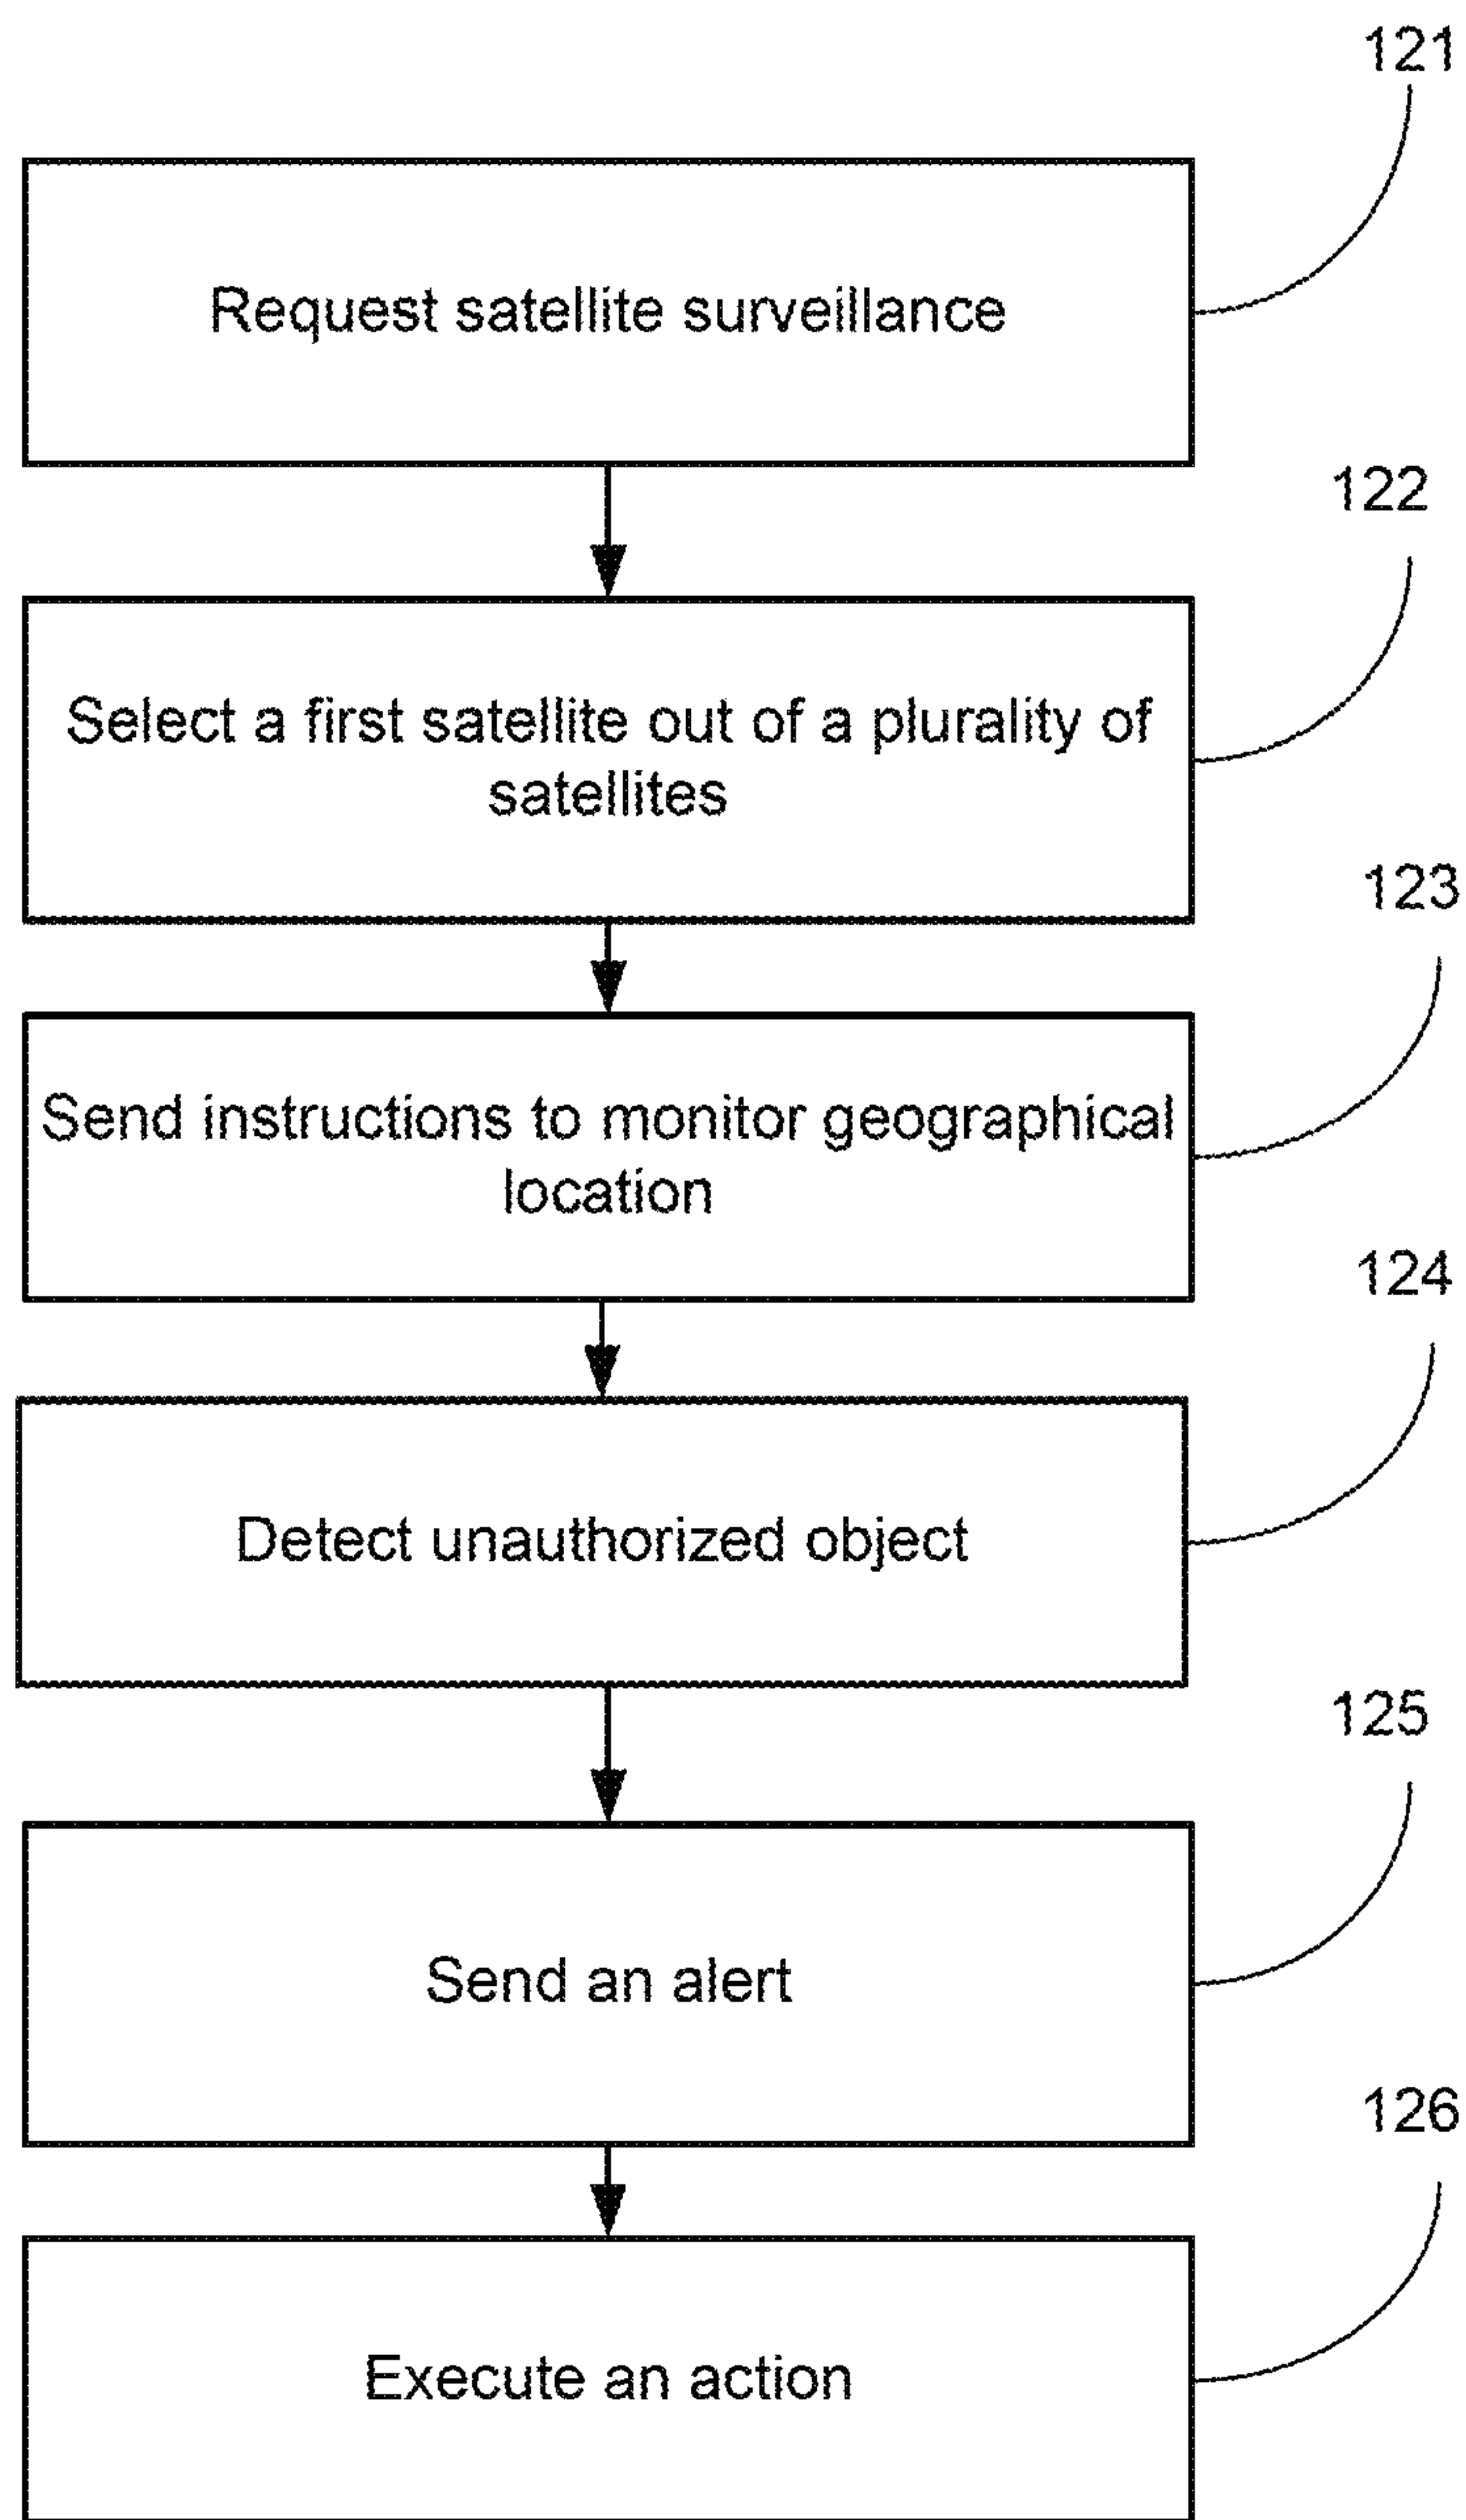 121
Request satellite surveillance
122
Select a first satellite out of a plurality of
satellites
123
Send instructions to monitor geographical
location
124
Detect unauthorized object
125
Send an alert
126
Execute an action